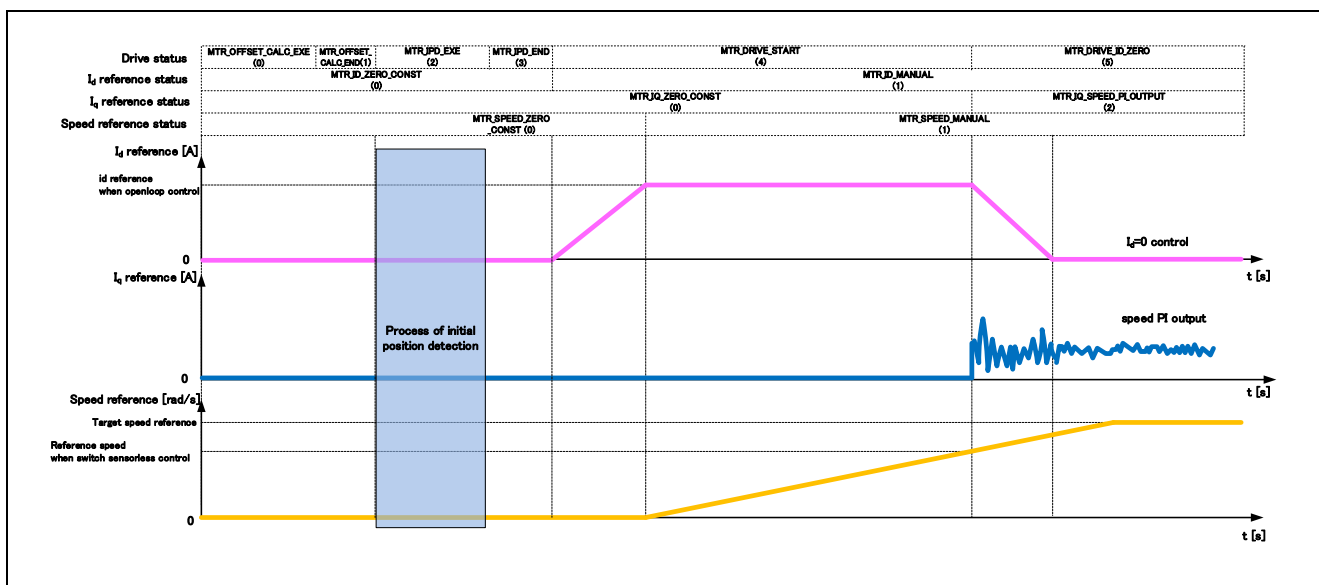 Drive status
MTR_OFFSET_CALC_EXE
(0)
MTR_OFFSET_
CALC_END(1)
MTR_IPD_EXE
(2)
MTR_IPD_END
(3)
MTR_DRIVE_START
(4)
MTR_DRIVE_ID_ZERO
(5)
Id reference status
MTR_ID_ZERO_CONST
(0)
MTR_ID_MANUAL
(1)
Iq reference status
MTR_IQ_ZERO_CONST
(0)
MTR_IQ_SPEED_PI_OUTPUT
(2)
Speed reference status
MTR_SPEED_ZERO
_CONST (0)
MTR_SPEED_MANUAL
(1)
Id reference [A]
id reference
when openloop control
0
Id=0 control
t [s]
Iq reference [A]
Process of initial
position detection
speed PI output
0
t [s]
Speed reference [rad/s]
Target speed reference
Reference speed
when switch sensorless control
0
t [s]